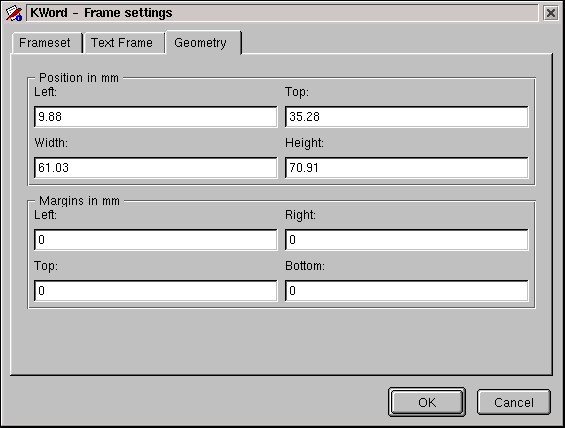 KWord - Frame settings
Frameset Text Frame Geometry
Position in mm
Left: Top:
9.88 35.28
Width: Height:
61.03 70.91
Margins in mm
Left: Right:
0 0
Top: Bottom:
0 0
OK Cancel